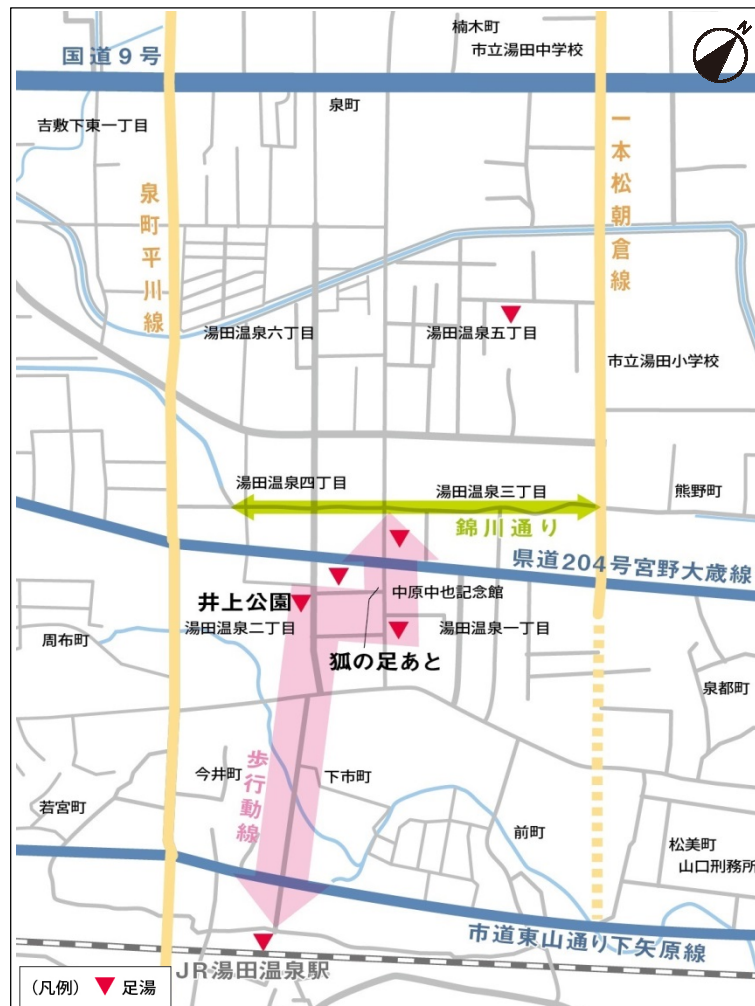 楠木町
市立湯田中学校
N
国道9号
泉町
吉敷下東一丁目
一本松朝倉線
泉町平川線
湯田温泉六丁目
湯田温泉五丁目
市立湯田小学校
湯田温泉四丁目
湯田温泉三丁目
熊野町
錦川通り
県道204号宮野大歳線
井上公園
中原中也記念館
湯田温泉二丁目
湯田温泉一丁目
周布町
狐の足あと
泉都町
歩行動線
今井町
下市町
若宮町
前町
松美町
山口刑務所
市道東山通り下矢原線
JR湯田温泉駅
(凡例) ▼ 足湯